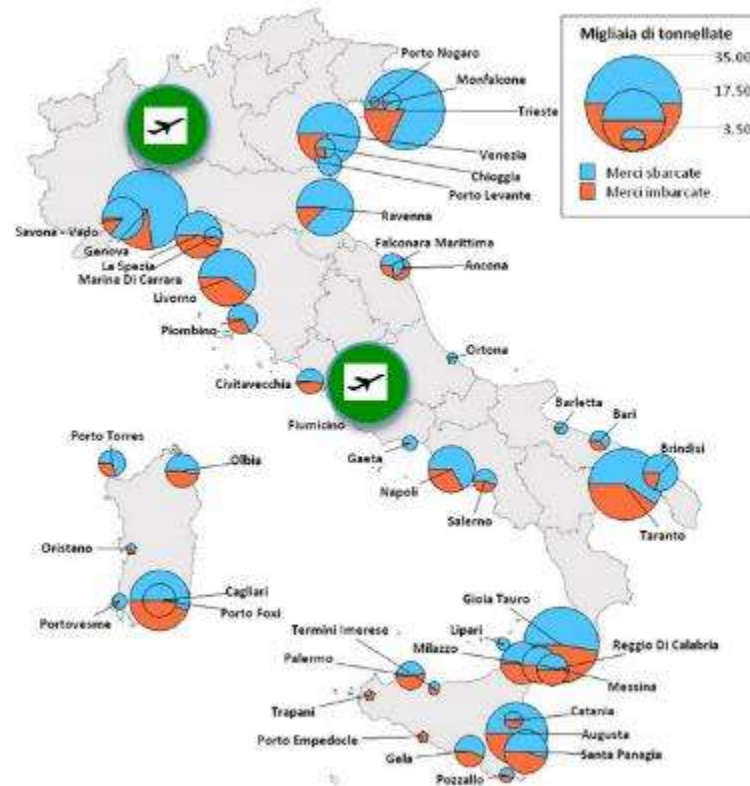 Migliaia di tonnellate
35.00
17.50
3.50
Merci sbarcate
Merci imbarcate
Porto Nogaro
Monfalcone
Trieste
Venezia
Chioggia
Porto Levante
Ravenna
Savona - Vado
Genova
La Spezia
Marina Di Carrara
Livorno
Falconara Marittima
Ancona
Piombino
Ortona
Civitavecchia
Fiumicino
Barletta
Bari
Brindisi
Gaeta
Napoli
Salerno
Taranto
Porto Torres
Olbia
Oristano
Cagliari
Porto Foxi
Portovesme
Gioia Tauro
Termini Imerese
Lipari
Milazzo
Reggio Di Calabria
Palermo
Messina
Trapani
Catania
Porto Empedocle
Augusta
Santa Panagia
Gela
Pozzallo